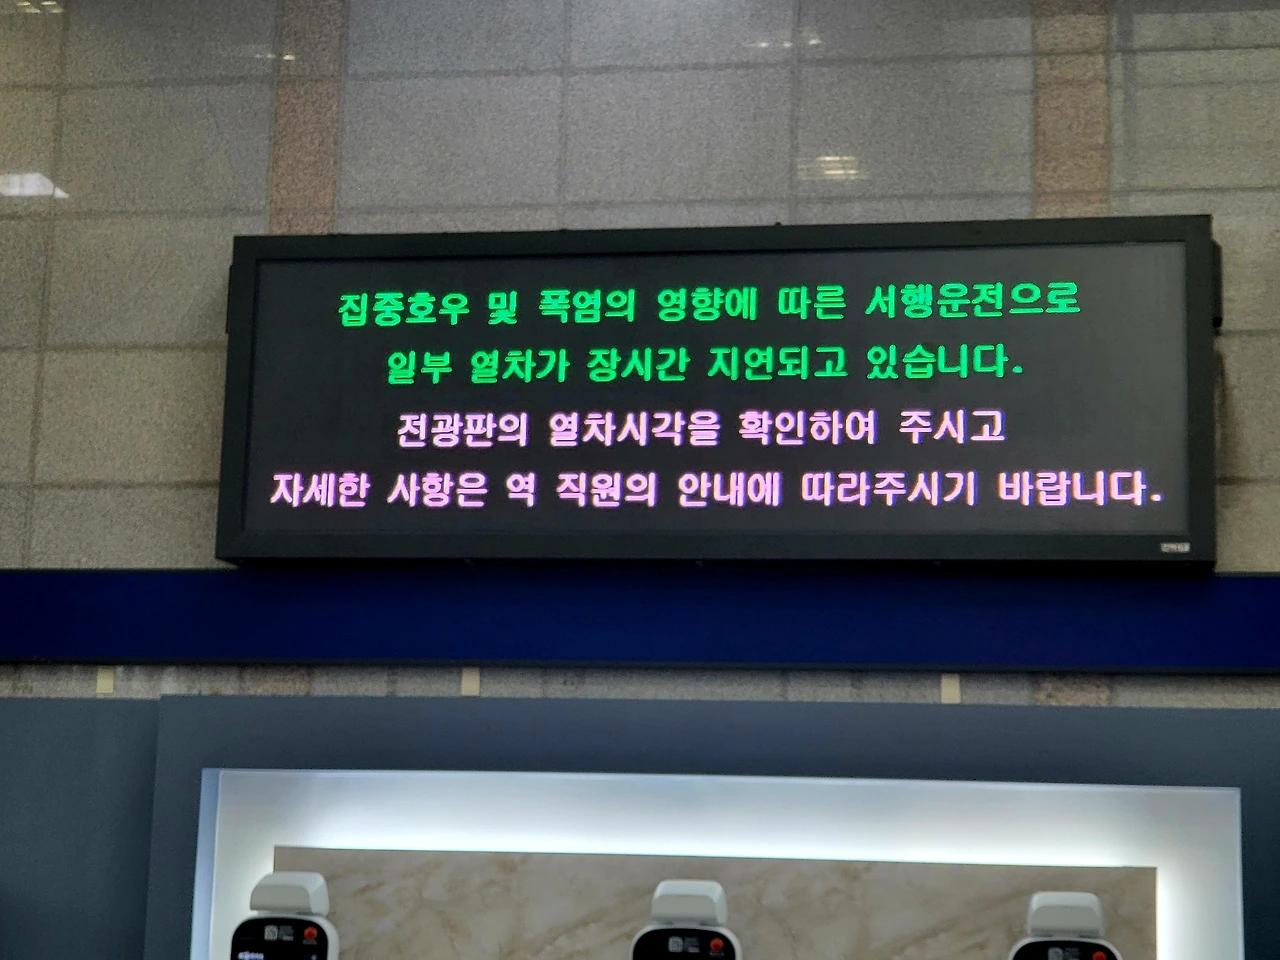 집중호우 및 폭염의 영향에 따른 서행운전으로
일부 열차가 장시간 지연되고 있습니다.
전광판의 열차시각을 확인하여 주시고
자세한 사항은 역 직원의 안내에 따라주시기 바랍니다.